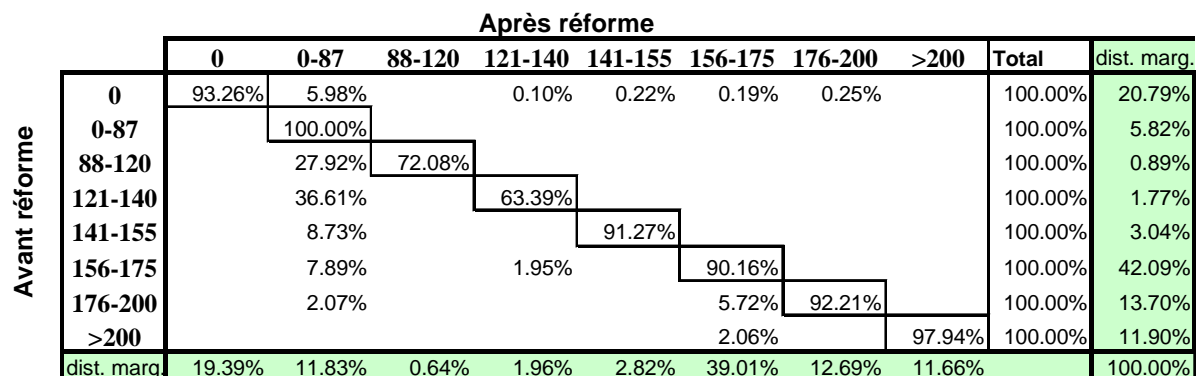 Après réforme
0 0-87 88-120 121-140 141-155 156-175 176-200 >200 Total dist. marg.
Avant réforme
0 93.26% 5.98% 0.10% 0.22% 0.19% 0.25% 100.00% 20.79%
0-87 100.00% 100.00% 5.82%
88-120 27.92% 72.08% 100.00% 0.89%
121-140 36.61% 63.39% 100.00% 1.77%
141-155 8.73% 91.27% 100.00% 3.04%
156-175 7.89% 1.95% 90.16% 100.00% 42.09%
176-200 2.07% 5.72% 92.21% 100.00% 13.70%
>200 2.06% 97.94% 100.00% 11.90%
dist. marg. 19.39% 11.83% 0.64% 1.96% 2.82% 39.01% 12.69% 11.66% 100.00%